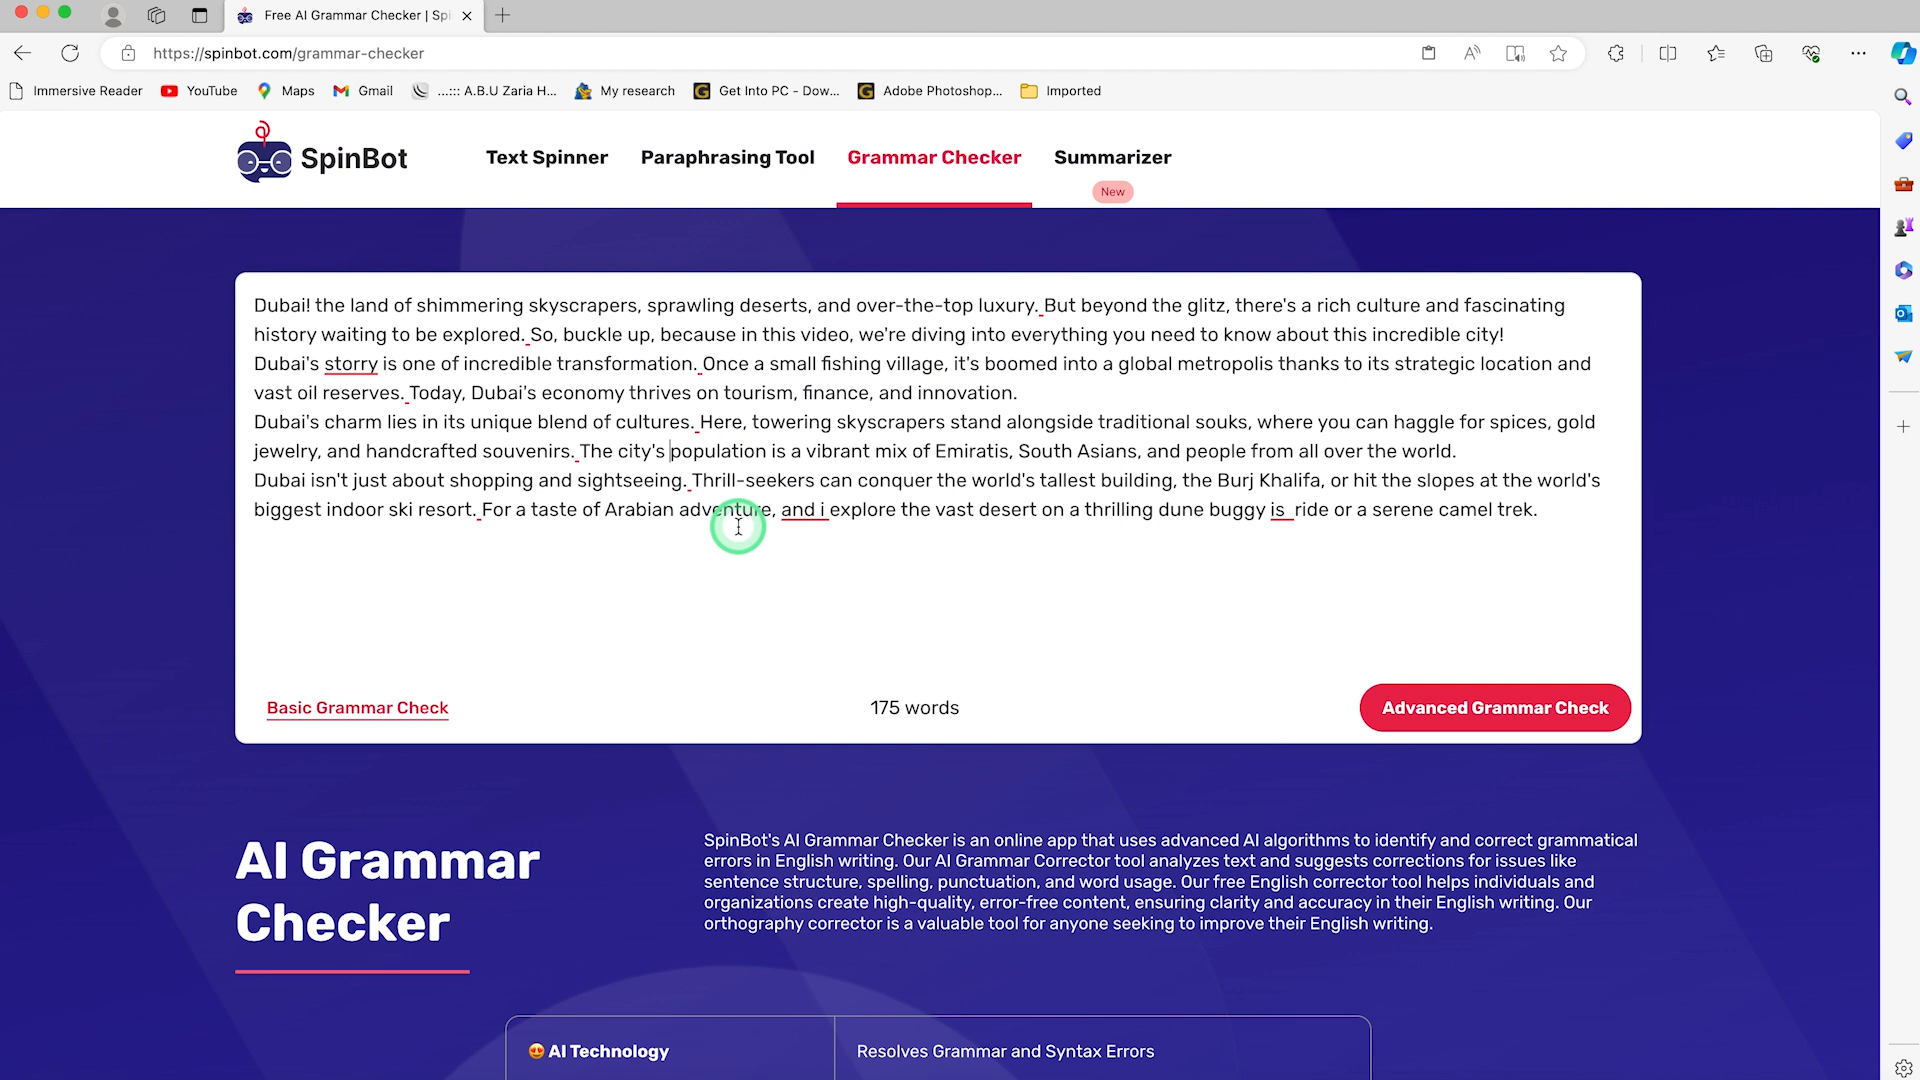 Free AI Grammar Checker | Spi
https://spinbot.com/grammar-checker
Immersive Reader
YouTube
Maps
Gmail
...::: A.B.U Zaria H...
My research
Get Into PC - Dow...
Adobe Photoshop...
Imported
SpinBot
Text Spinner
Paraphrasing Tool
Grammar Checker
Summarizer
New
Dubai! the land of shimmering skyscrapers, sprawling deserts, and over-the-top luxury. But beyond the glitz, there's a rich culture and fascinating
history waiting to be explored. So, buckle up, because in this video, we're diving into everything you need to know about this incredible city!
Dubai's storry is one of incredible transformation. Once a small fishing village, it's boomed into a global metropolis thanks to its strategic location and
vast oil reserves. Today, Dubai's economy thrives on tourism, finance, and innovation.
Dubai's charm lies in its unique blend of cultures. Here, towering skyscrapers stand alongside traditional souks, where you can haggle for spices, gold
jewelry, and handcrafted souvenirs. The city's population is a vibrant mix of Emiratis, South Asians, and people from all over the world.
Dubai isn't just about shopping and sightseeing. Thrill-seekers can conquer the world's tallest building, the Burj Khalifa, or hit the slopes at the world's
biggest indoor ski resort. For a taste of Arabian adventure, and i explore the vast desert on a thrilling dune buggy is ride or a serene camel trek.
Basic Grammar Check
175 words
Advanced Grammar Check
AI Grammar
Checker
SpinBot's AI Grammar Checker is an online app that uses advanced AI algorithms to identify and correct grammatical
errors in English writing. Our AI Grammar Corrector tool analyzes text and suggests corrections for issues like
sentence structure, spelling, punctuation, and word usage. Our free English corrector tool helps individuals and
organizations create high-quality, error-free content, ensuring clarity and accuracy in their English writing. Our
orthography corrector is a valuable tool for anyone seeking to improve their English writing.
AI Technology
Resolves Grammar and Syntax Errors